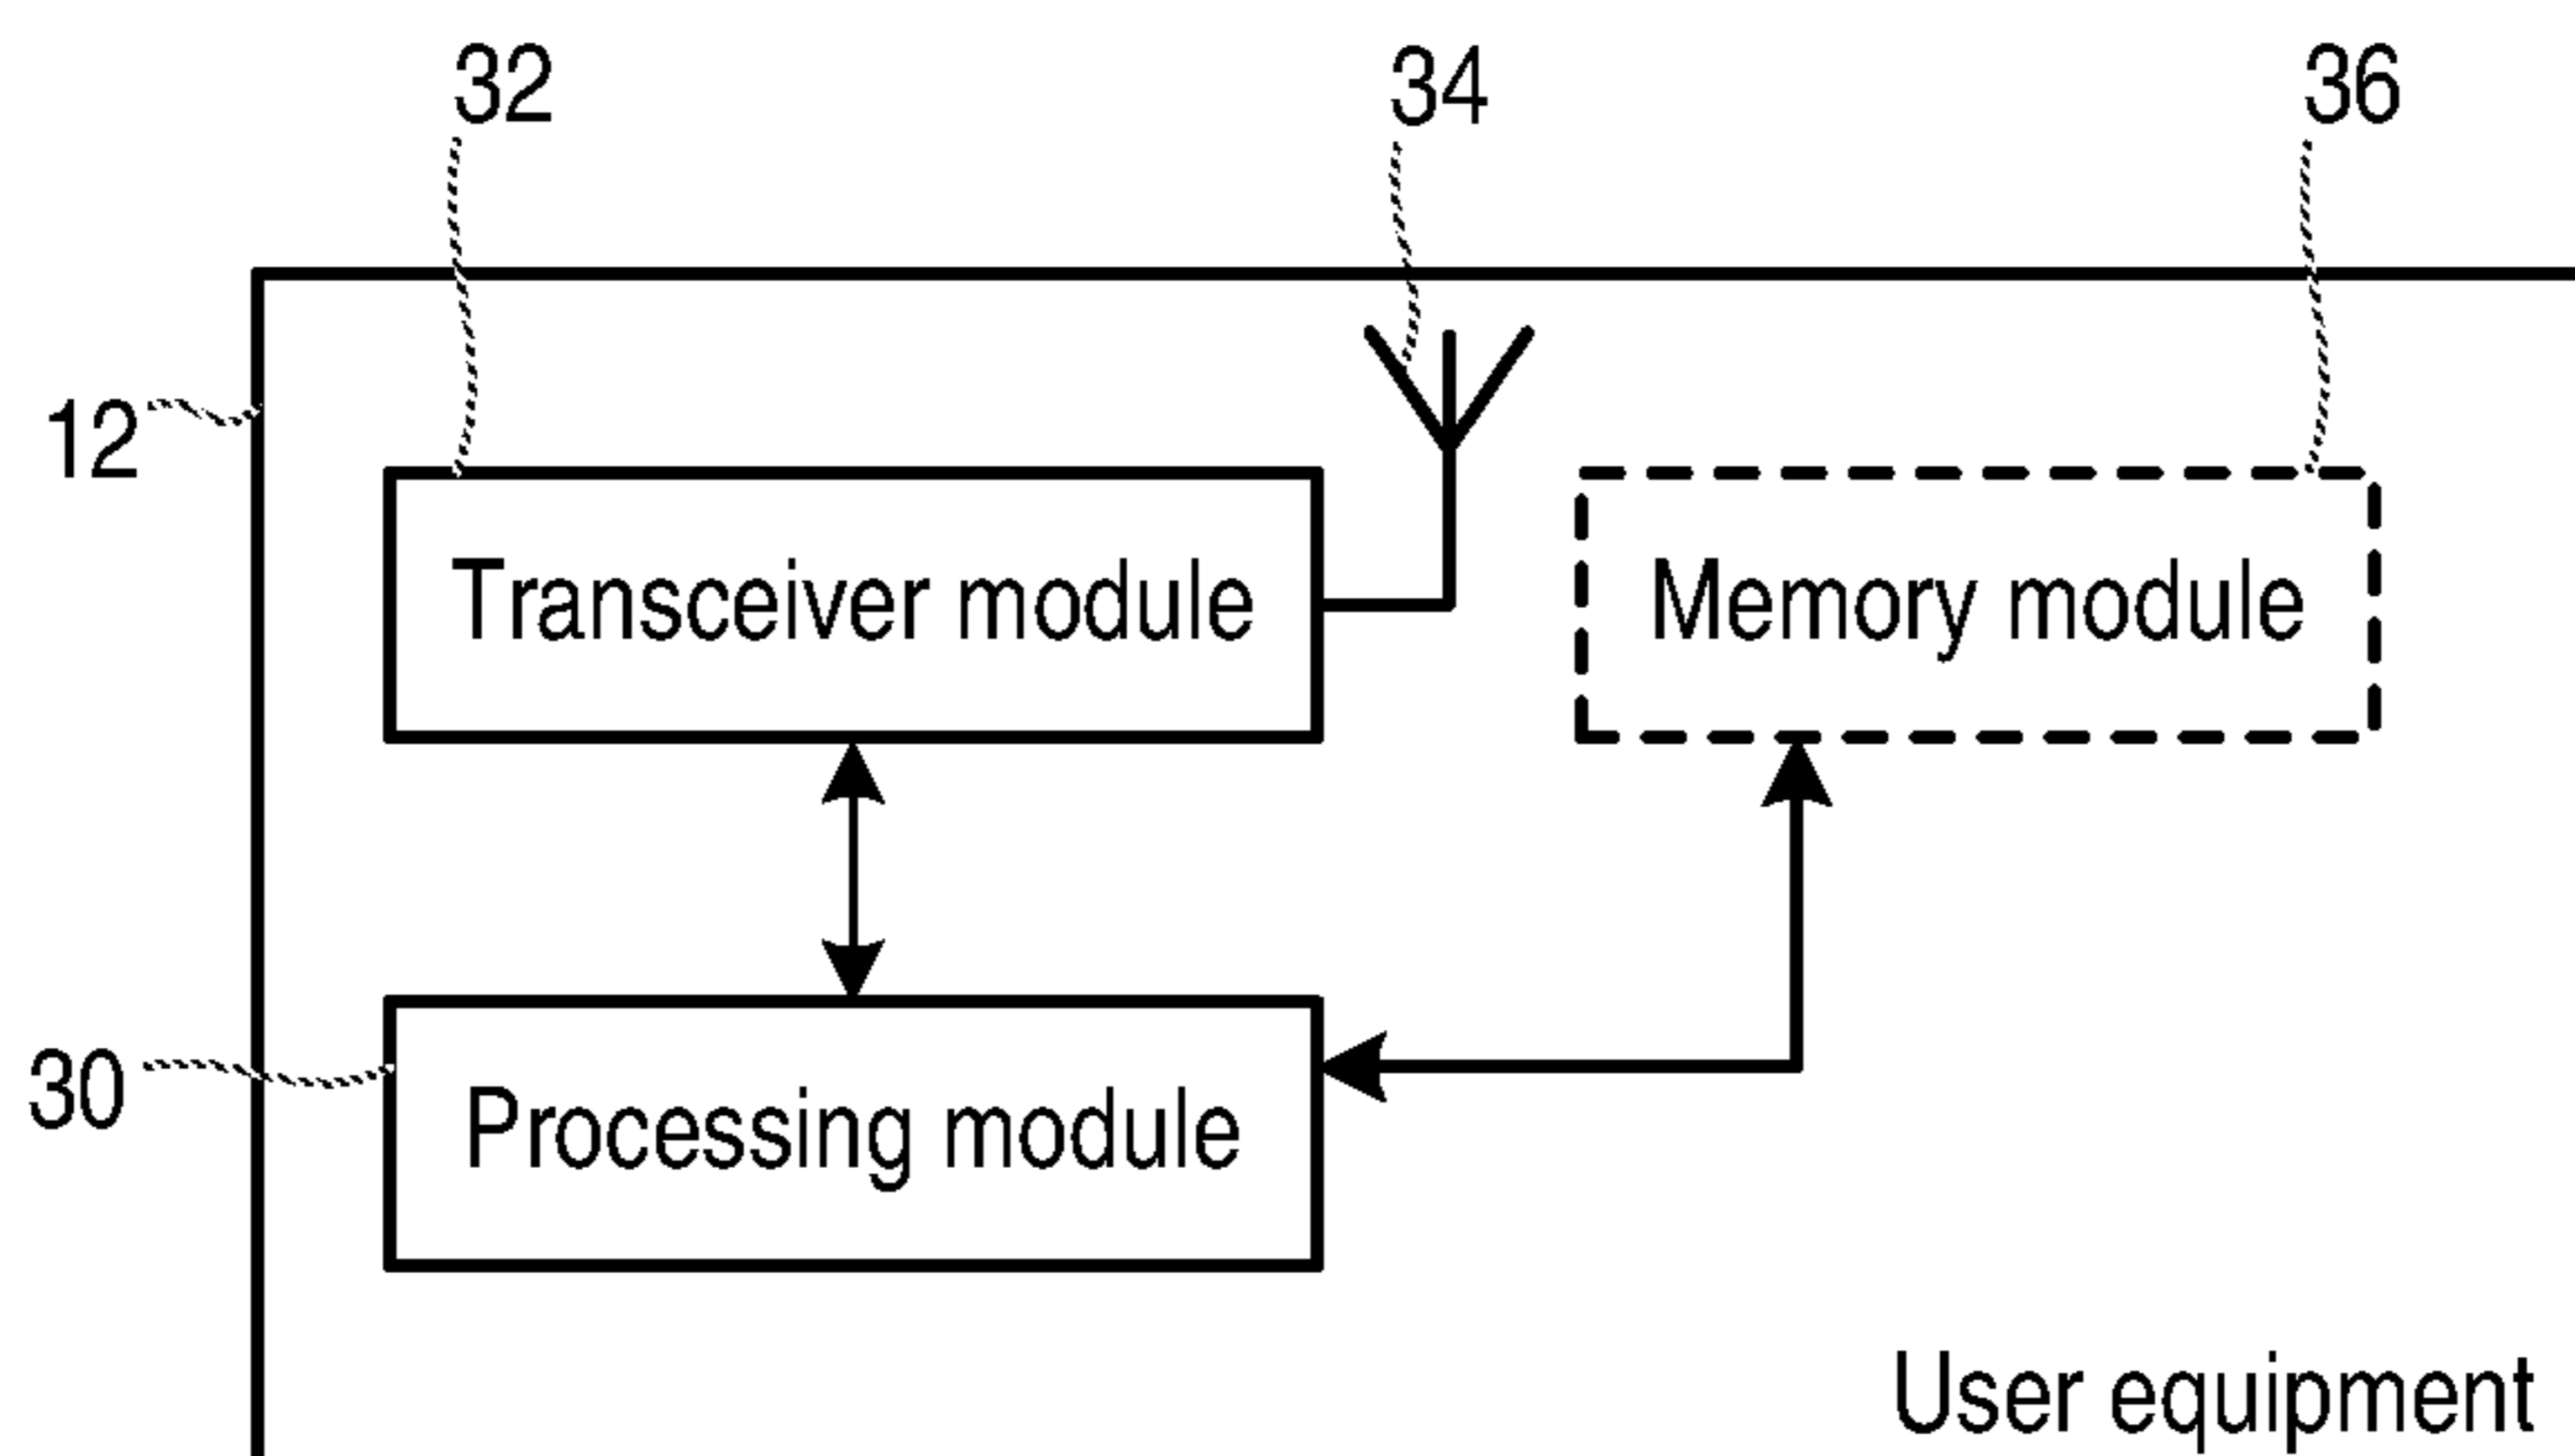 32
34
36
12
Transceiver module
Memory module
30
Processing module
User equipment